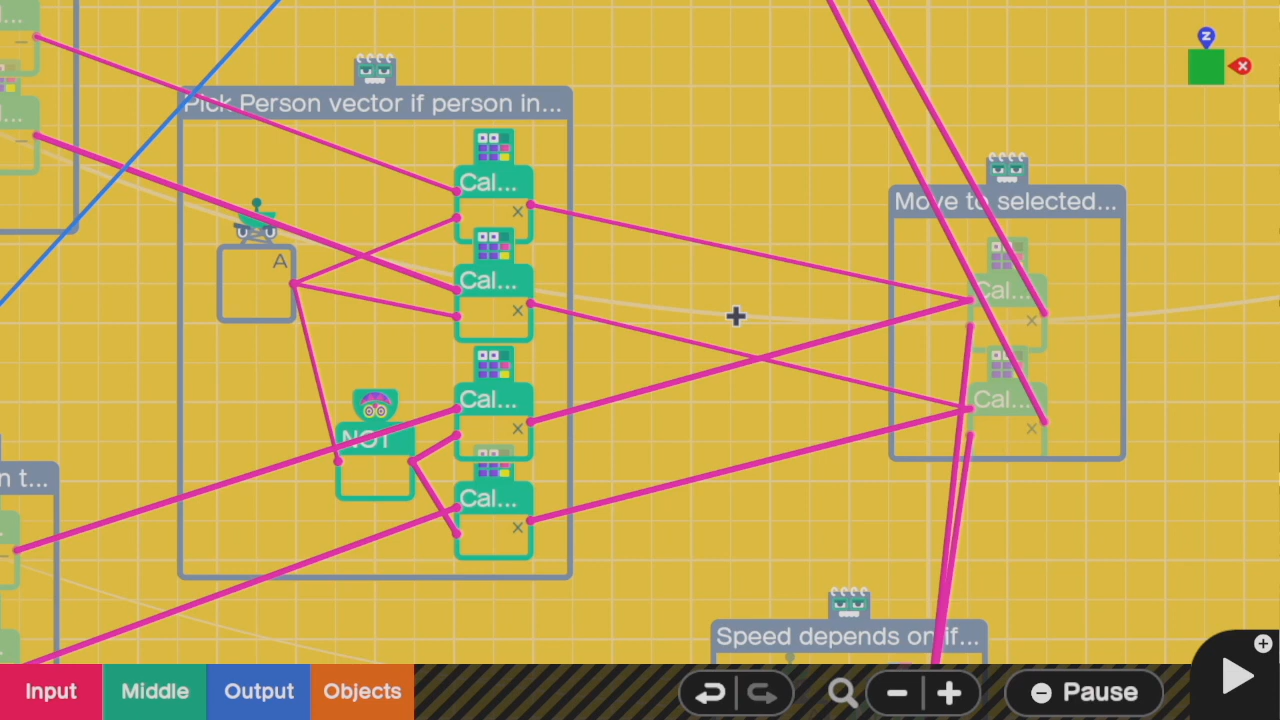 Z
X
Pick Person vector if person in...
Cal...
×
A
Cal...
×
Cal...
×
NOT
Cal...
×
Move to selected...
Cal...
×
Cal...
×
n t...
Speed depends on if...
Input
Middle
Output
Objects
Pause